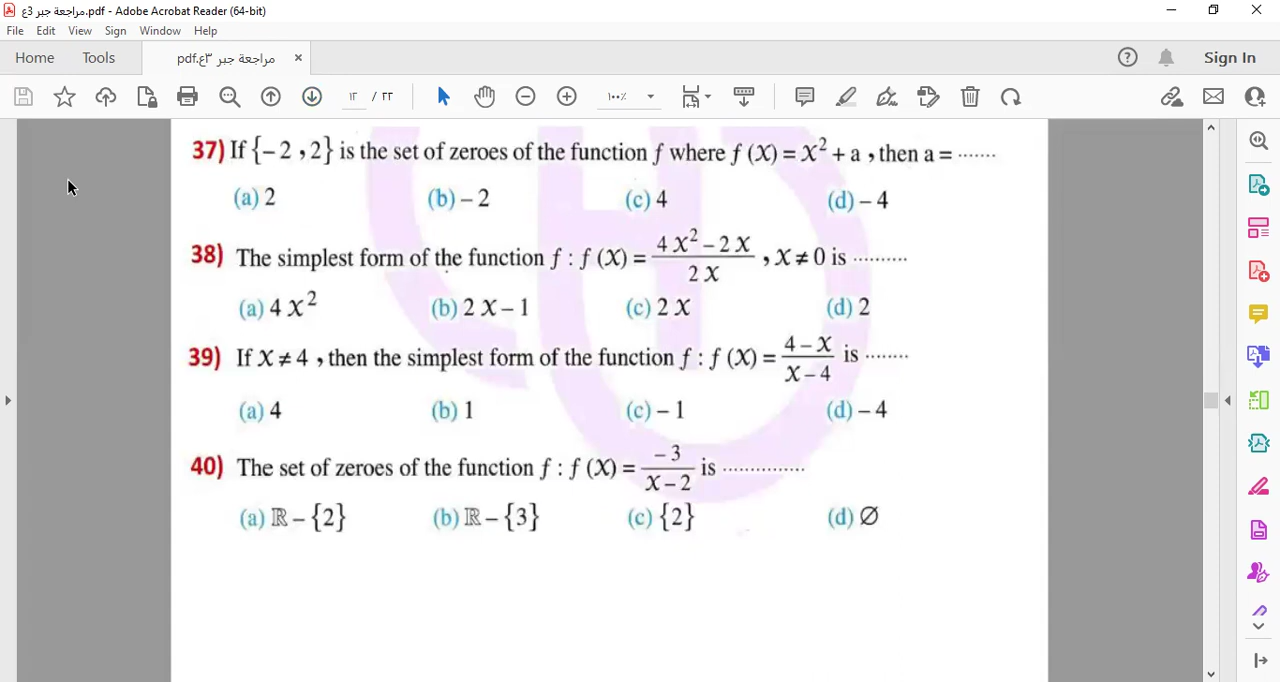 مراجعة جبر 3ع.pdf - Adobe Acrobat Reader (64-bit)
File Edit View Sign Window Help
Home Tools مراجعة جبر ٣ع.pdf × Sign In
١٣ / ٢٢ ١٠٠٪
37) If {– 2 , 2} is the set of zeroes of the function f where f (X) = X² + a , then a = .......
(a) 2 (b) – 2 (c) 4 (d) – 4
38) The simplest form of the function f : f (X) = (4 X² – 2 X) / (2 X) , X ≠ 0 is ..........
(a) 4 X² (b) 2 X – 1 (c) 2 X (d) 2
39) If X ≠ 4 , then the simplest form of the function f : f (X) = (4 – X) / (X – 4) is ........
(a) 4 (b) 1 (c) – 1 (d) – 4
40) The set of zeroes of the function f : f (X) = (– 3) / (X – 2) is ...............
(a) ℝ – {2} (b) ℝ – {3} (c) {2} (d) ∅